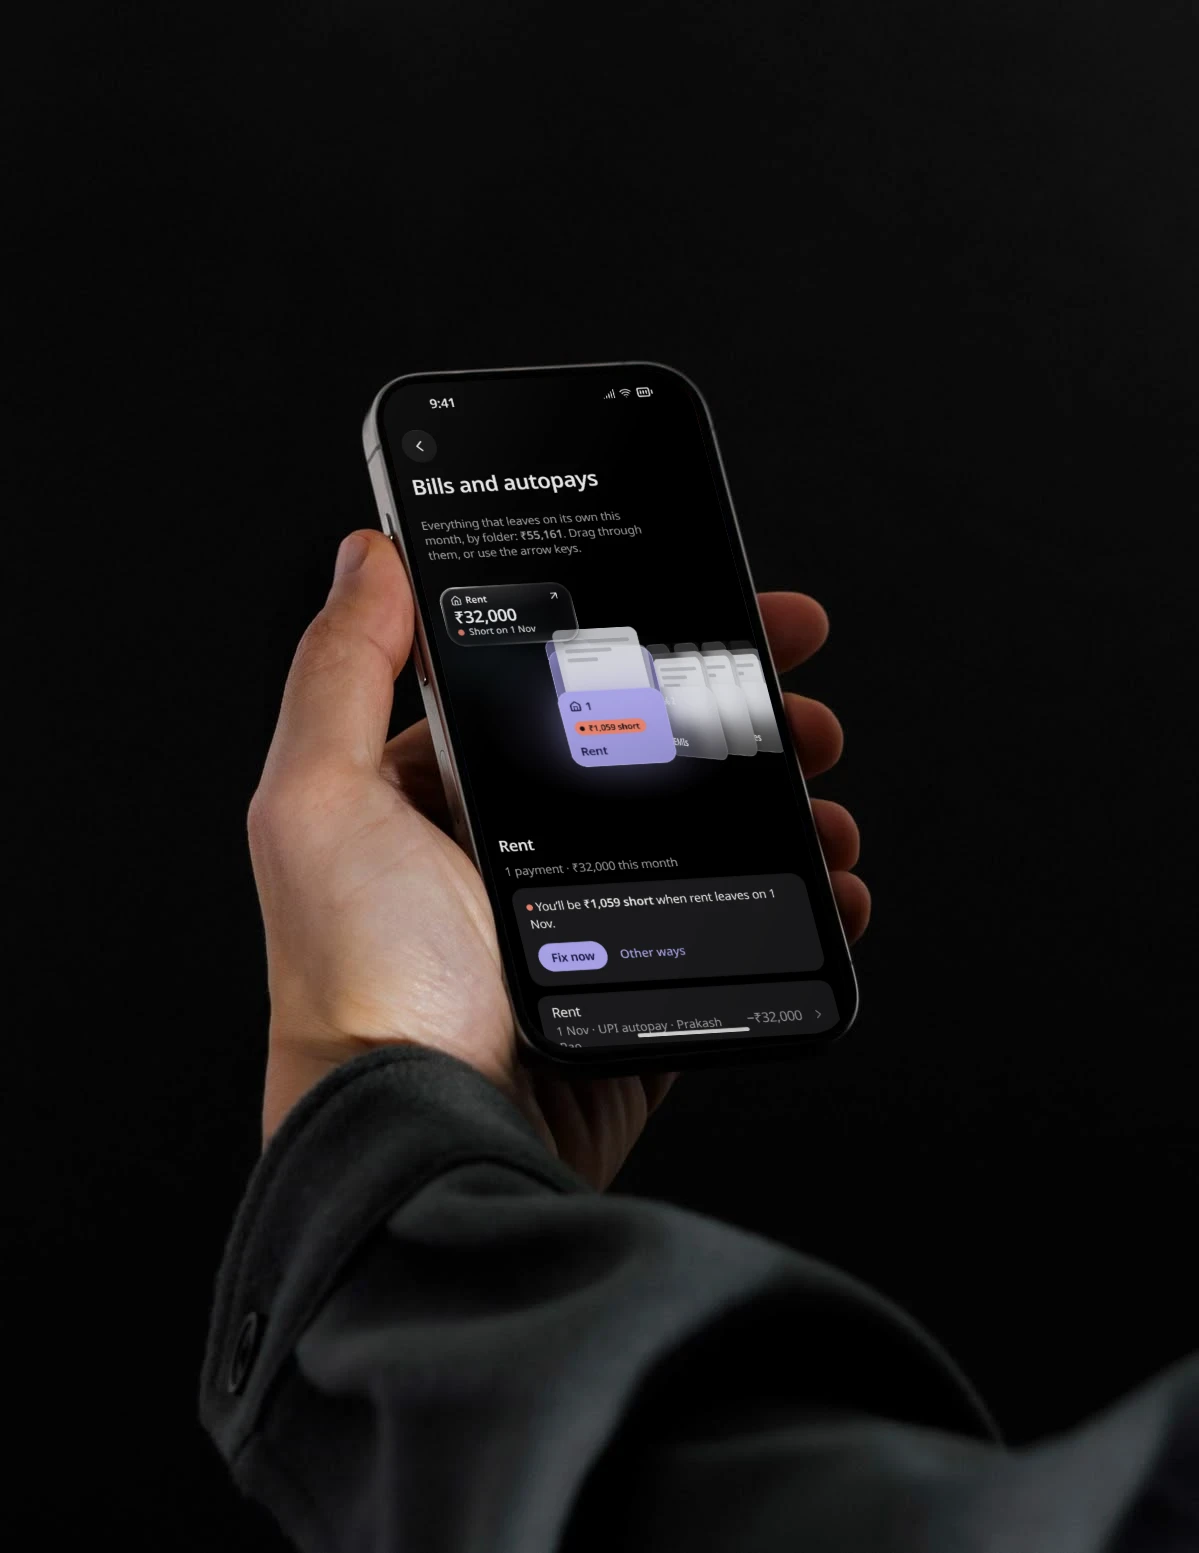 9:41
Bills and autopays
Everything that leaves on its own this
month, by folder: ₹55,161. Drag through
them, or use the arrow keys.
Rent
₹32,000
Short on 1 Nov
1
₹1,059 short
Rent
EMIs
es
Rent
1 payment · ₹32,000 this month
You'll be ₹1,059 short when rent leaves on 1
Nov.
Fix now
Other ways
Rent
1 Nov · UPI autopay · Prakash
−₹32,000